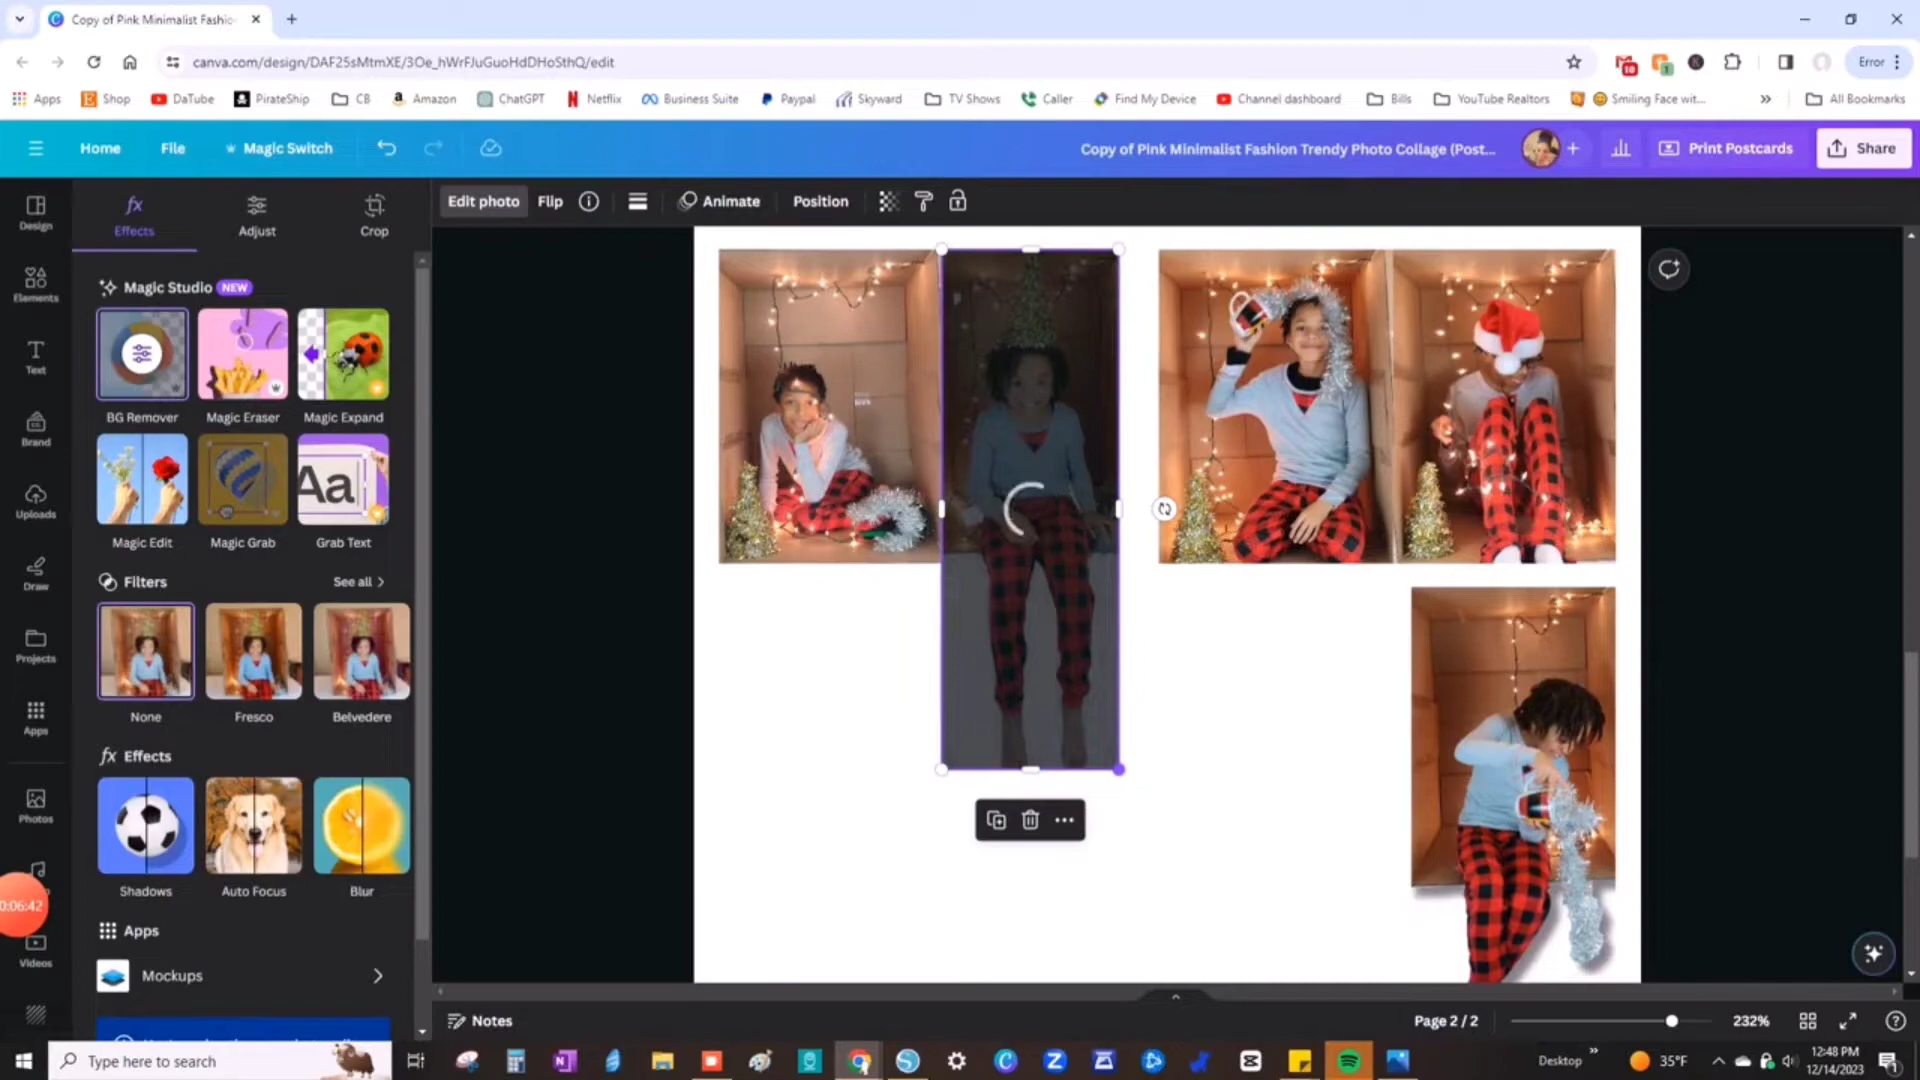 Copy of Pink Minimalist Fashio
canva.com/design/DAF25sMtmXE/3Oe_hWrFJuGuoHdDHoSthQ/edit
10
1
Error
Apps
Shop
DaTube
PirateShip
CB
Amazon
ChatGPT
Netflix
Business Suite
Paypal
Skyward
TV Shows
Caller
Find My Device
Channel dashboard
Bills
YouTube Realtors
Smiling Face wit...
All Bookmarks
Home
File
Magic Switch
Copy of Pink Minimalist Fashion Trendy Photo Collage (Post...
Print Postcards
Share
Design
Elements
Text
Brand
Uploads
Draw
Projects
Apps
Photos
Videos
0:06:42
Effects
Adjust
Crop
Edit photo
Flip
Animate
Position
Magic Studio
NEW
BG Remover
Magic Eraser
Magic Expand
Aa
Magic Edit
Magic Grab
Grab Text
Filters
See all
None
Fresco
Belvedere
Effects
Shadows
Auto Focus
Blur
Apps
Mockups
Notes
Page 2 / 2
232%
Type here to search
Desktop
35°F
12:48 PM
12/14/2023